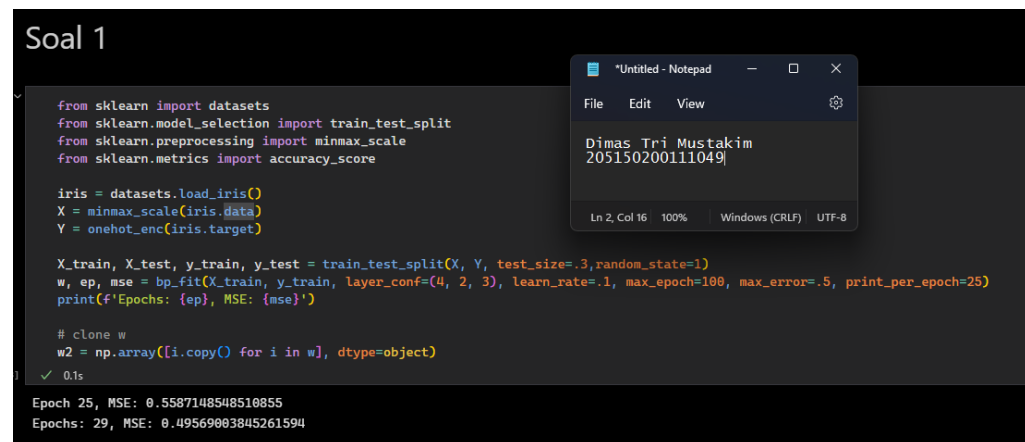 Soal 1
*Untitled - Notepad
File Edit View
Dimas Tri Mustakim
205150200111049
Ln 2, Col 16 100% Windows (CRLF) UTF-8
from sklearn import datasets
from sklearn.model_selection import train_test_split
from sklearn.preprocessing import minmax_scale
from sklearn.metrics import accuracy_score
iris = datasets.load_iris()
X = minmax_scale(iris.data)
Y = onehot_enc(iris.target)
X_train, X_test, y_train, y_test = train_test_split(X, Y, test_size=.3,random_state=1)
w, ep, mse = bp_fit(X_train, y_train, layer_conf=(4, 2, 3), learn_rate=.1, max_epoch=100, max_error=.5, print_per_epoch=25)
print(f'Epochs: {ep}, MSE: {mse}')
# clone w
w2 = np.array([i.copy() for i in w], dtype=object)
0.1s
Epoch 25, MSE: 0.5587148548510855
Epochs: 29, MSE: 0.49569003845261594